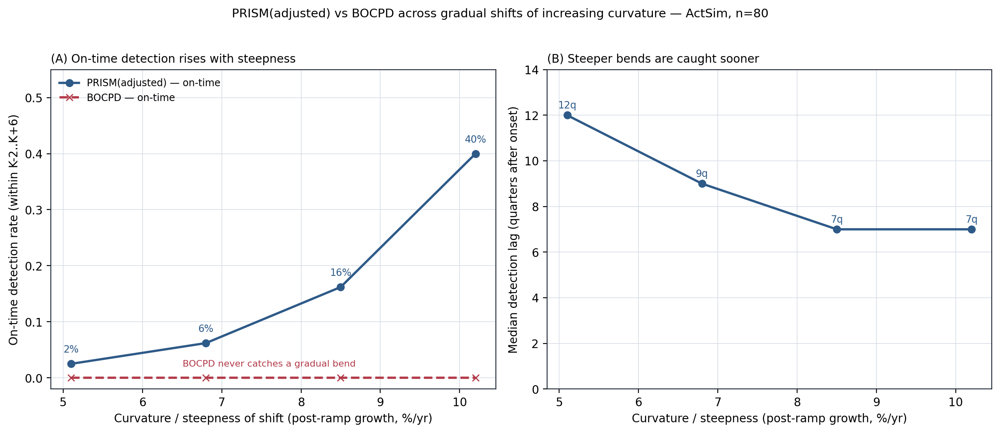 PRISM(adjusted) vs BOCPD across gradual shifts of increasing curvature — ActSim, n=80
(A) On-time detection rises with steepness
PRISM(adjusted) — on-time
BOCPD — on-time
On-time detection rate (within K-2..K+6)
0.5
0.4
0.3
0.2
0.1
0.0
2%
6%
16%
40%
BOCPD never catches a gradual bend
5 6 7 8 9 10
Curvature / steepness of shift (post-ramp growth, %/yr)
(B) Steeper bends are caught sooner
Median detection lag (quarters after onset)
14
12
10
8
6
4
2
0
12q
9q
7q
7q
5 6 7 8 9 10
Curvature / steepness (post-ramp growth, %/yr)